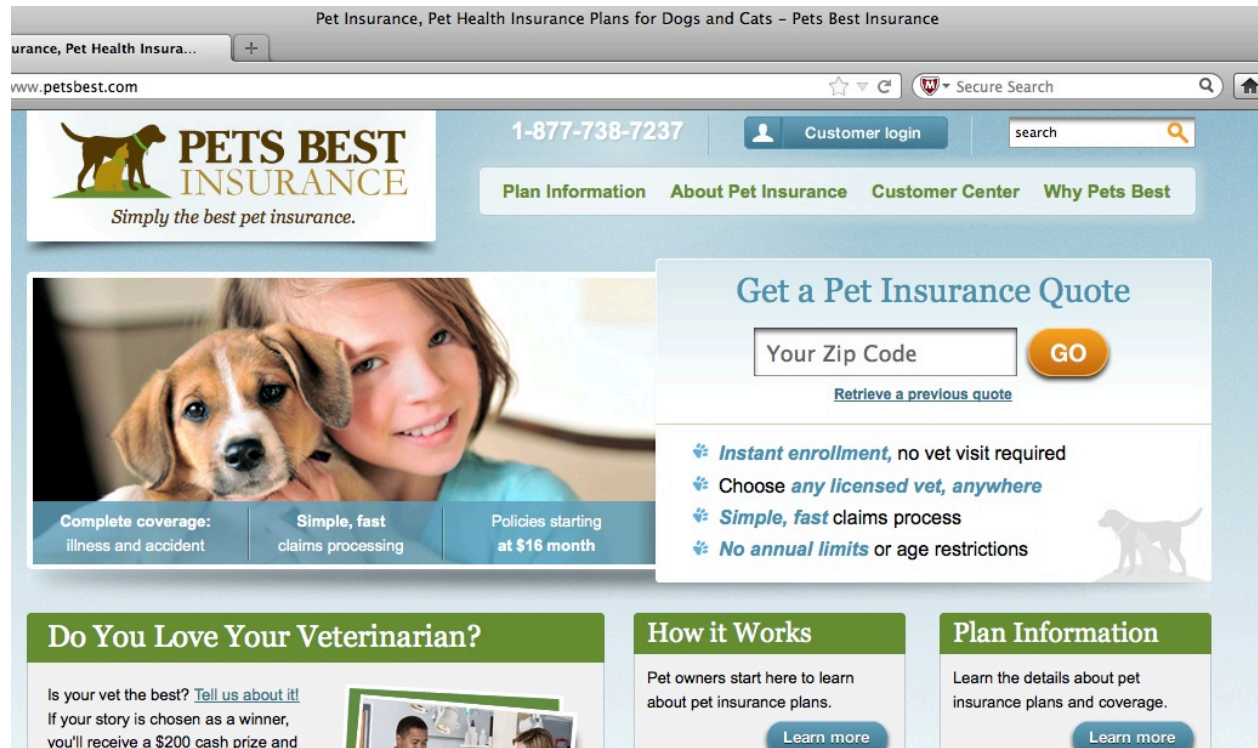 Pet Insurance, Pet Health Insurance Plans for Dogs and Cats – Pets Best Insurance
urance, Pet Health Insura...
+
www.petsbest.com
Secure Search
PETS BEST
INSURANCE
Simply the best pet insurance.
1-877-738-7237
Customer login
search
Plan Information About Pet Insurance Customer Center Why Pets Best
Get a Pet Insurance Quote
Your Zip Code
GO
Retrieve a previous quote
Instant enrollment, no vet visit required
Choose any licensed vet, anywhere
Simple, fast claims process
No annual limits or age restrictions
Complete coverage:
illness and accident
Simple, fast
claims processing
Policies starting
at $16 month
Do You Love Your Veterinarian?
Is your vet the best? Tell us about it!
If your story is chosen as a winner,
you'll receive a $200 cash prize and
How it Works
Pet owners start here to learn
about pet insurance plans.
Learn more
Plan Information
Learn the details about pet
insurance plans and coverage.
Learn more